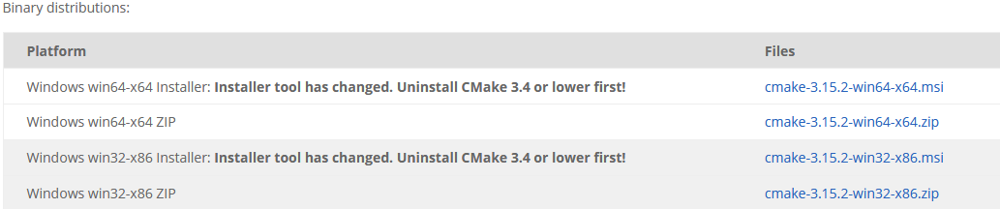 Binary distributions:
Platform Files
Windows win64-x64 Installer: Installer tool has changed. Uninstall CMake 3.4 or lower first! cmake-3.15.2-win64-x64.msi
Windows win64-x64 ZIP cmake-3.15.2-win64-x64.zip
Windows win32-x86 Installer: Installer tool has changed. Uninstall CMake 3.4 or lower first! cmake-3.15.2-win32-x86.msi
Windows win32-x86 ZIP cmake-3.15.2-win32-x86.zip